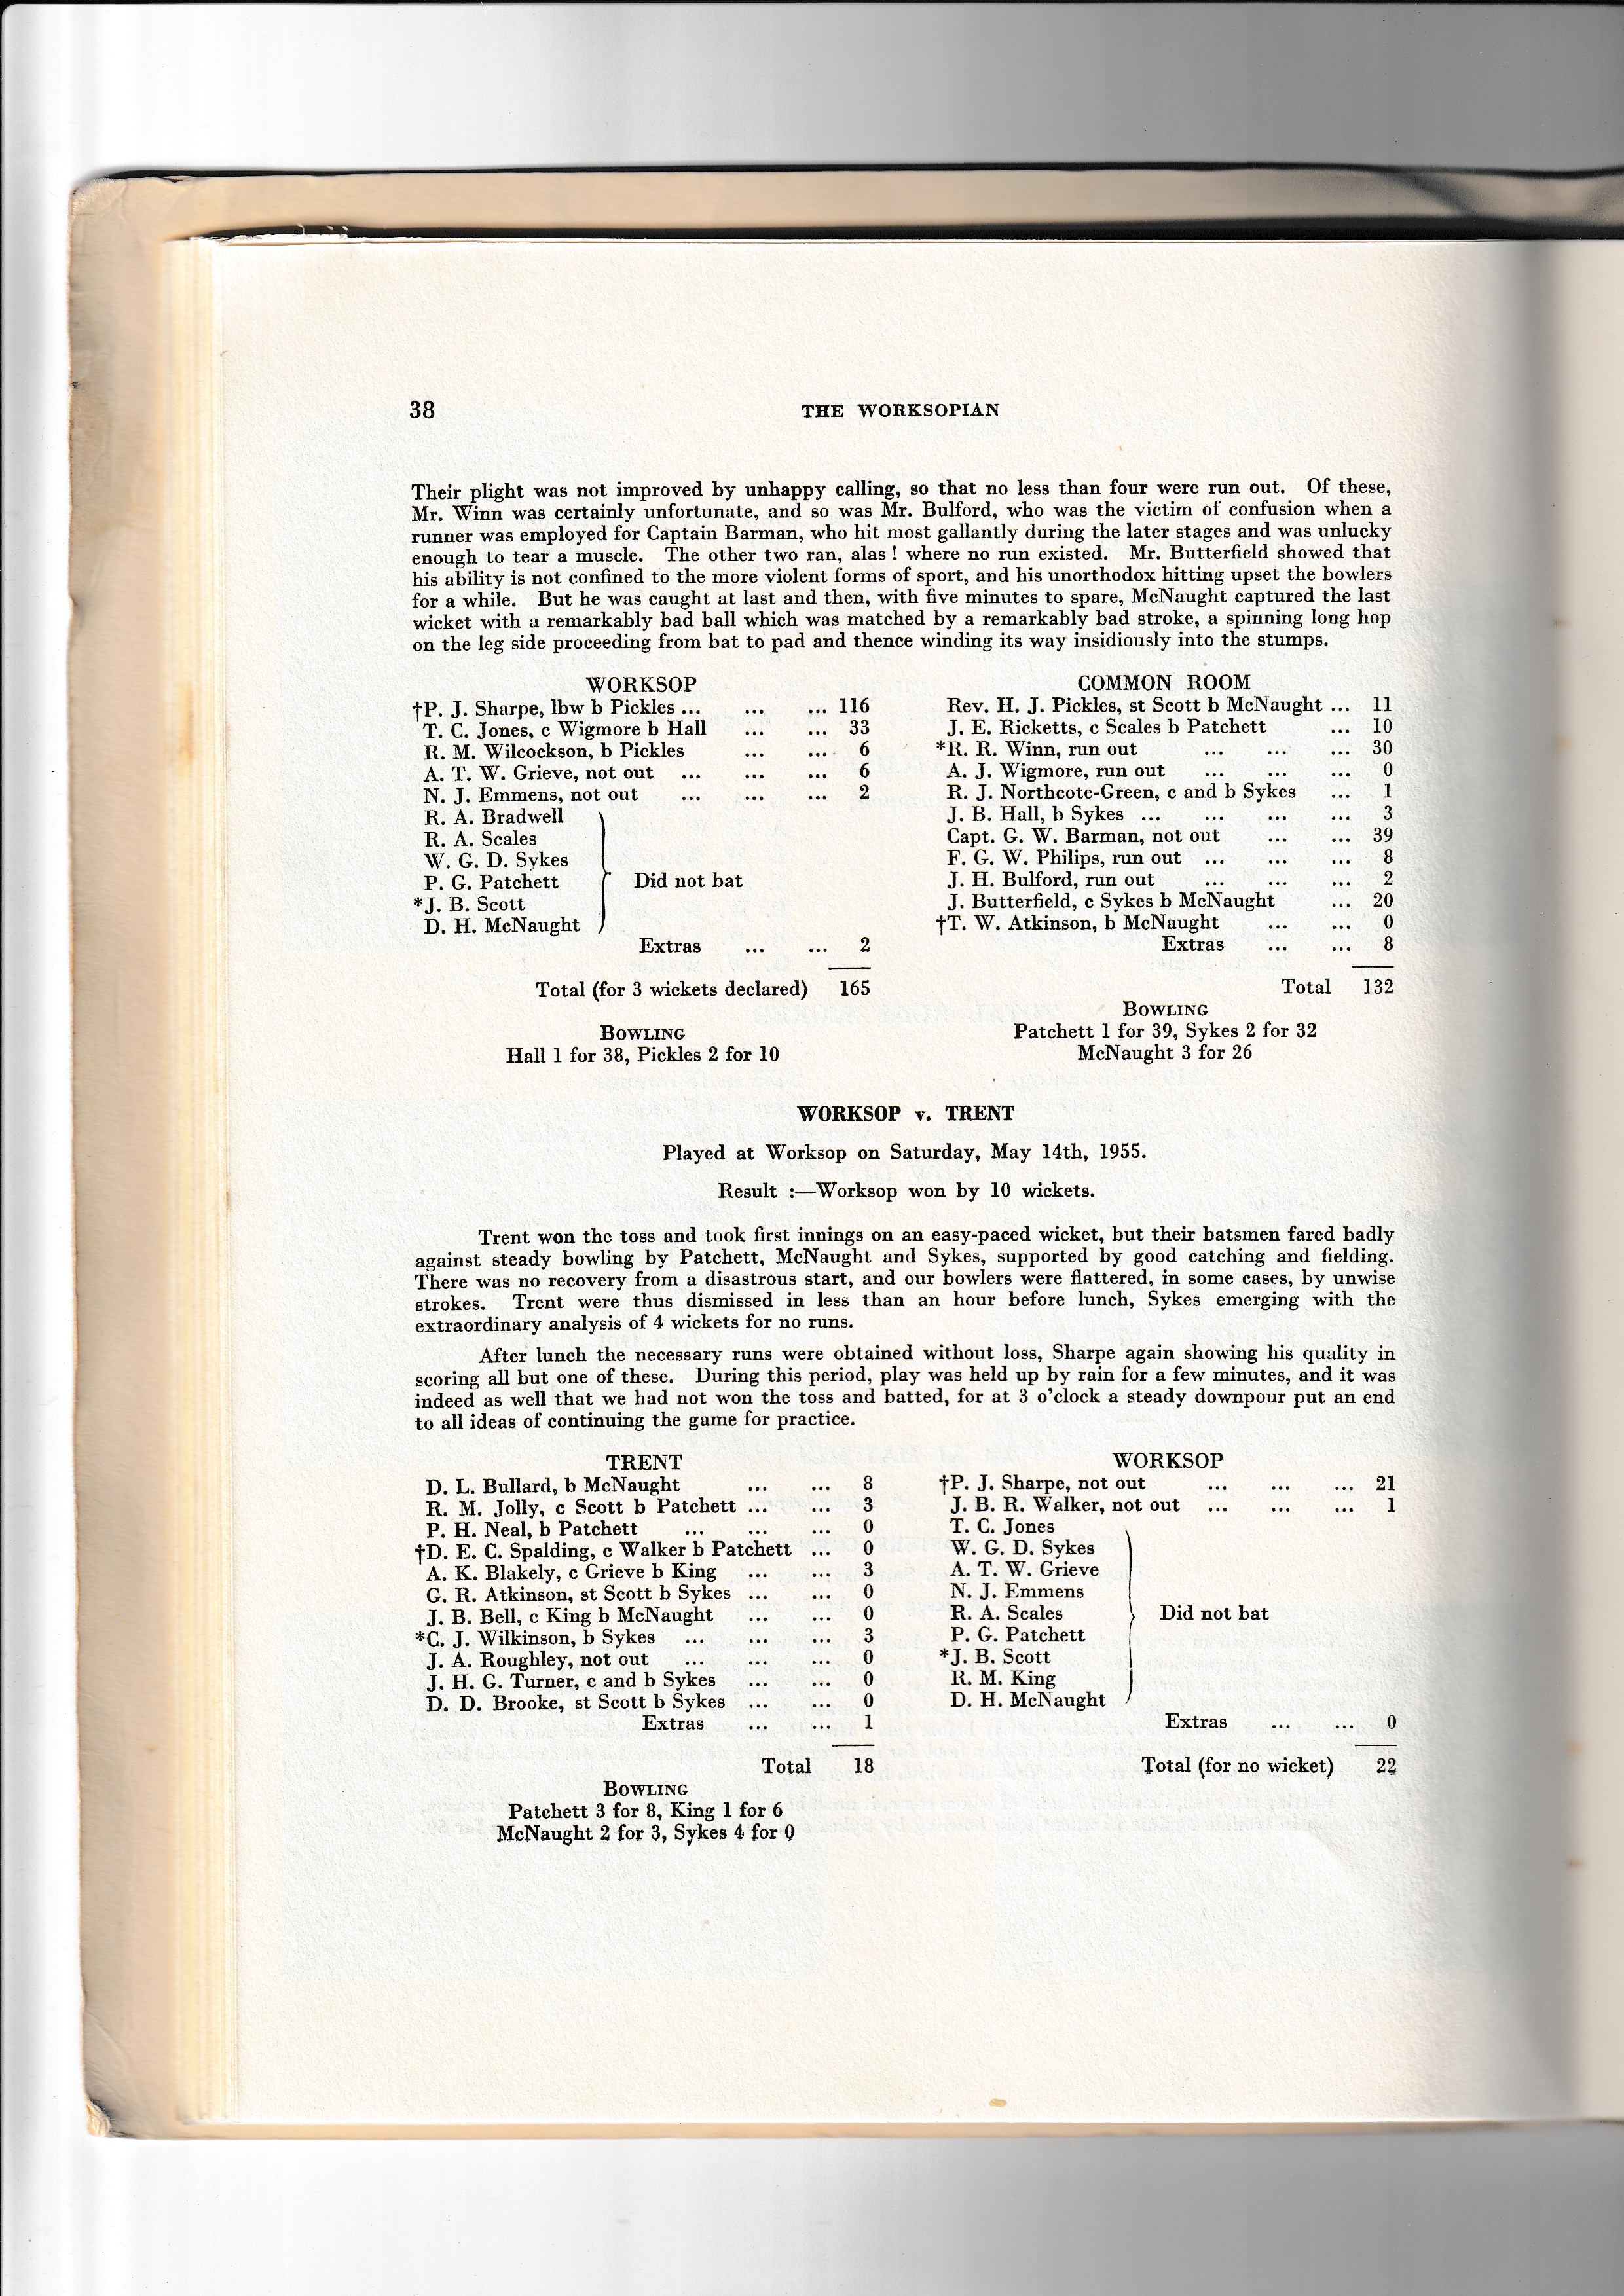 38
THE WORKSOPIAN
Their plight was not improved by unhappy calling, so that no less than four were run out. Of these,
Mr. Winn was certainly unfortunate, and so was Mr. Bulford, who was the victim of confusion when a
runner was employed for Captain Barman, who hit most gallantly during the later stages and was unlucky
enough to tear a muscle. The other two ran, alas ! where no run existed. Mr. Butterfield showed that
his ability is not confined to the more violent forms of sport, and his unorthodox hitting upset the bowlers
for a while. But he was caught at last and then, with five minutes to spare, McNaught captured the last
wicket with a remarkably bad ball which was matched by a remarkably bad stroke, a spinning long hop
on the leg side proceeding from bat to pad and thence winding its way insidiously into the stumps.
WORKSOP
†P. J. Sharpe, lbw b Pickles ... ... ... 116
T. C. Jones, c Wigmore b Hall ... ... 33
R. M. Wilcockson, b Pickles ... ... 6
A. T. W. Grieve, not out ... ... ... 6
N. J. Emmens, not out ... ... ... 2
R. A. Bradwell
R. A. Scales
W. G. D. Sykes
P. G. Patchett Did not bat
*J. B. Scott
D. H. McNaught
Extras ... ... 2
Total (for 3 wickets declared) 165
BOWLING
Hall 1 for 38, Pickles 2 for 10
COMMON ROOM
Rev. H. J. Pickles, st Scott b McNaught ... 11
J. E. Ricketts, c Scales b Patchett ... 10
*R. R. Winn, run out ... ... ... 30
A. J. Wigmore, run out ... ... ... 0
R. J. Northcote-Green, c and b Sykes ... 1
J. B. Hall, b Sykes ... ... ... ... 3
Capt. G. W. Barman, not out ... ... 39
F. G. W. Philips, run out ... ... ... 8
J. H. Bulford, run out ... ... ... 2
J. Butterfield, c Sykes b McNaught ... 20
†T. W. Atkinson, b McNaught ... ... 0
Extras ... ... 8
Total 132
BOWLING
Patchett 1 for 39, Sykes 2 for 32
McNaught 3 for 26
WORKSOP v. TRENT
Played at Worksop on Saturday, May 14th, 1955.
Result :—Worksop won by 10 wickets.
Trent won the toss and took first innings on an easy-paced wicket, but their batsmen fared badly
against steady bowling by Patchett, McNaught and Sykes, supported by good catching and fielding.
There was no recovery from a disastrous start, and our bowlers were flattered, in some cases, by unwise
strokes. Trent were thus dismissed in less than an hour before lunch, Sykes emerging with the
extraordinary analysis of 4 wickets for no runs.
After lunch the necessary runs were obtained without loss, Sharpe again showing his quality in
scoring all but one of these. During this period, play was held up by rain for a few minutes, and it was
indeed as well that we had not won the toss and batted, for at 3 o'clock a steady downpour put an end
to all ideas of continuing the game for practice.
TRENT
D. L. Bullard, b McNaught ... ... 8
R. M. Jolly, c Scott b Patchett ... ... 3
P. H. Neal, b Patchett ... ... ... 0
†D. E. C. Spalding, c Walker b Patchett ... 0
A. K. Blakely, c Grieve b King ... ... 3
G. R. Atkinson, st Scott b Sykes ... ... 0
J. B. Bell, c King b McNaught ... ... 0
*C. J. Wilkinson, b Sykes ... ... ... 3
J. A. Roughley, not out ... ... ... 0
J. H. G. Turner, c and b Sykes ... ... 0
D. D. Brooke, st Scott b Sykes ... ... 0
Extras ... ... 1
Total 18
BOWLING
Patchett 3 for 8, King 1 for 6
McNaught 2 for 3, Sykes 4 for 0
WORKSOP
†P. J. Sharpe, not out ... ... ... 21
J. B. R. Walker, not out ... ... ... 1
T. C. Jones
W. G. D. Sykes
A. T. W. Grieve
N. J. Emmens
R. A. Scales Did not bat
P. G. Patchett
*J. B. Scott
R. M. King
D. H. McNaught
Extras ... ... 0
Total (for no wicket) 22